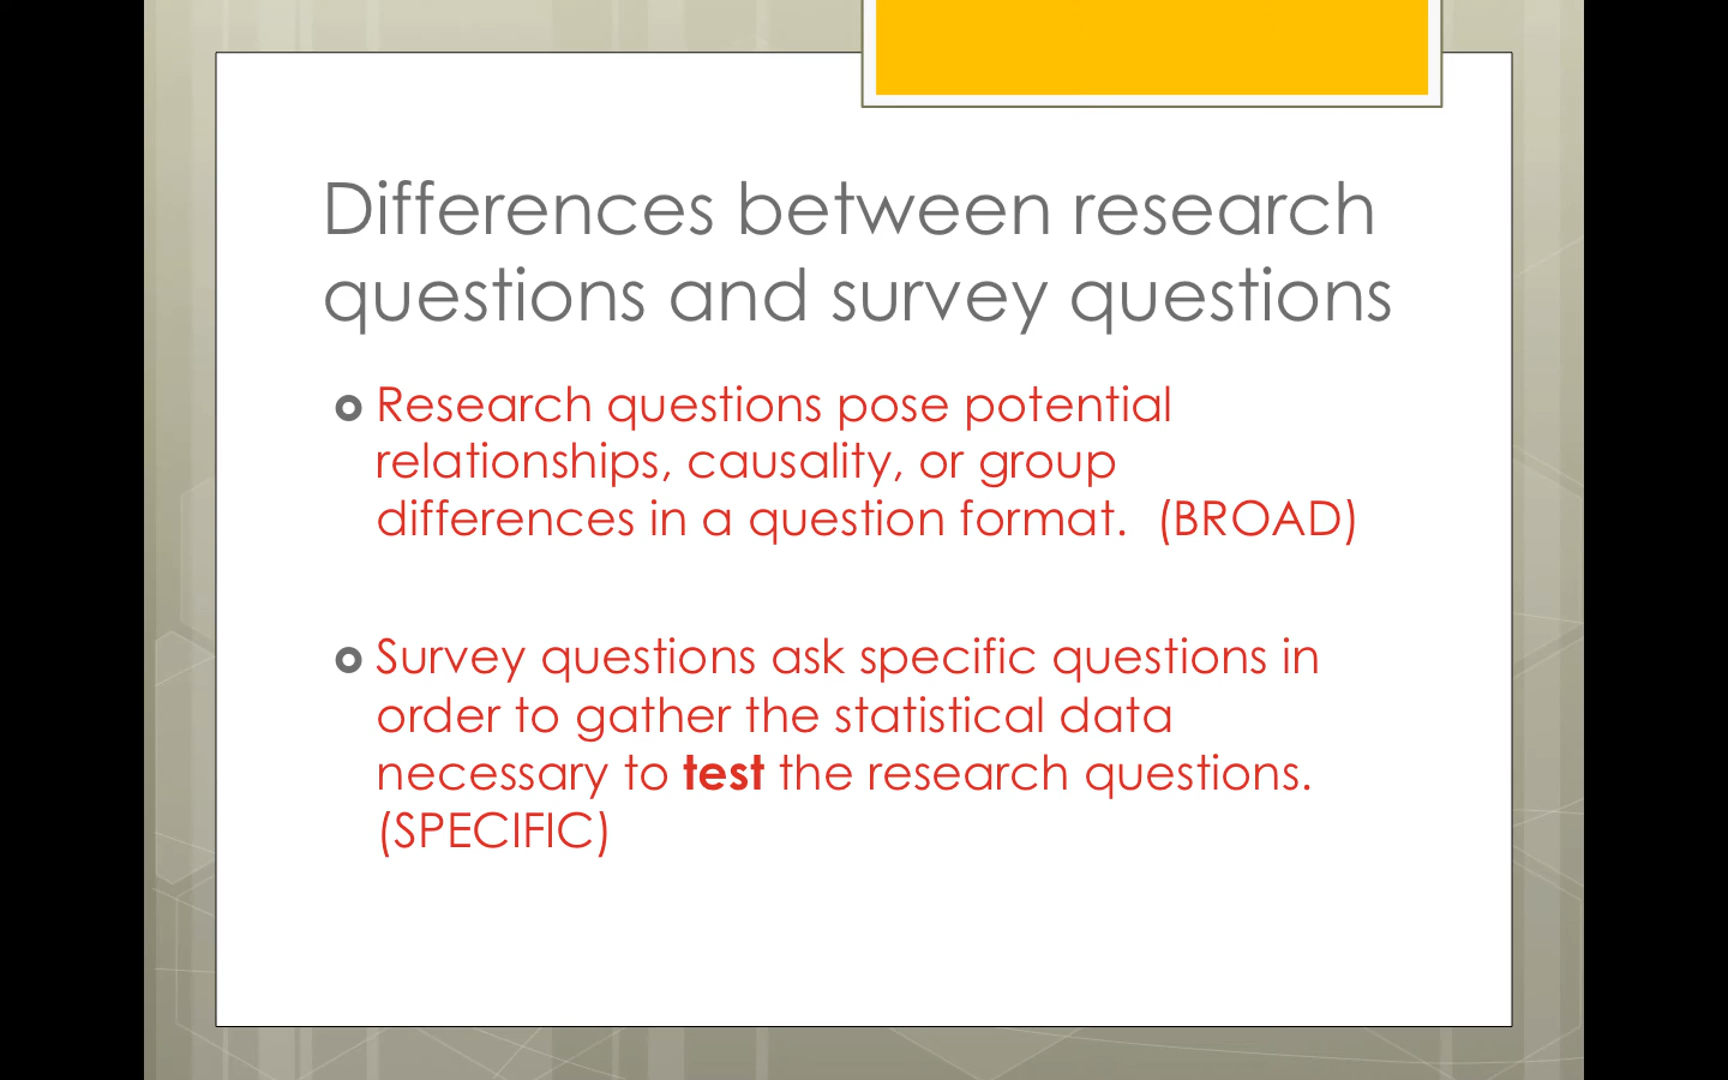 Differences between research
questions and survey questions
Research questions pose potential
relationships, causality, or group
differences in a question format. (BROAD)
Survey questions ask specific questions in
order to gather the statistical data
necessary to test the research questions.
(SPECIFIC)